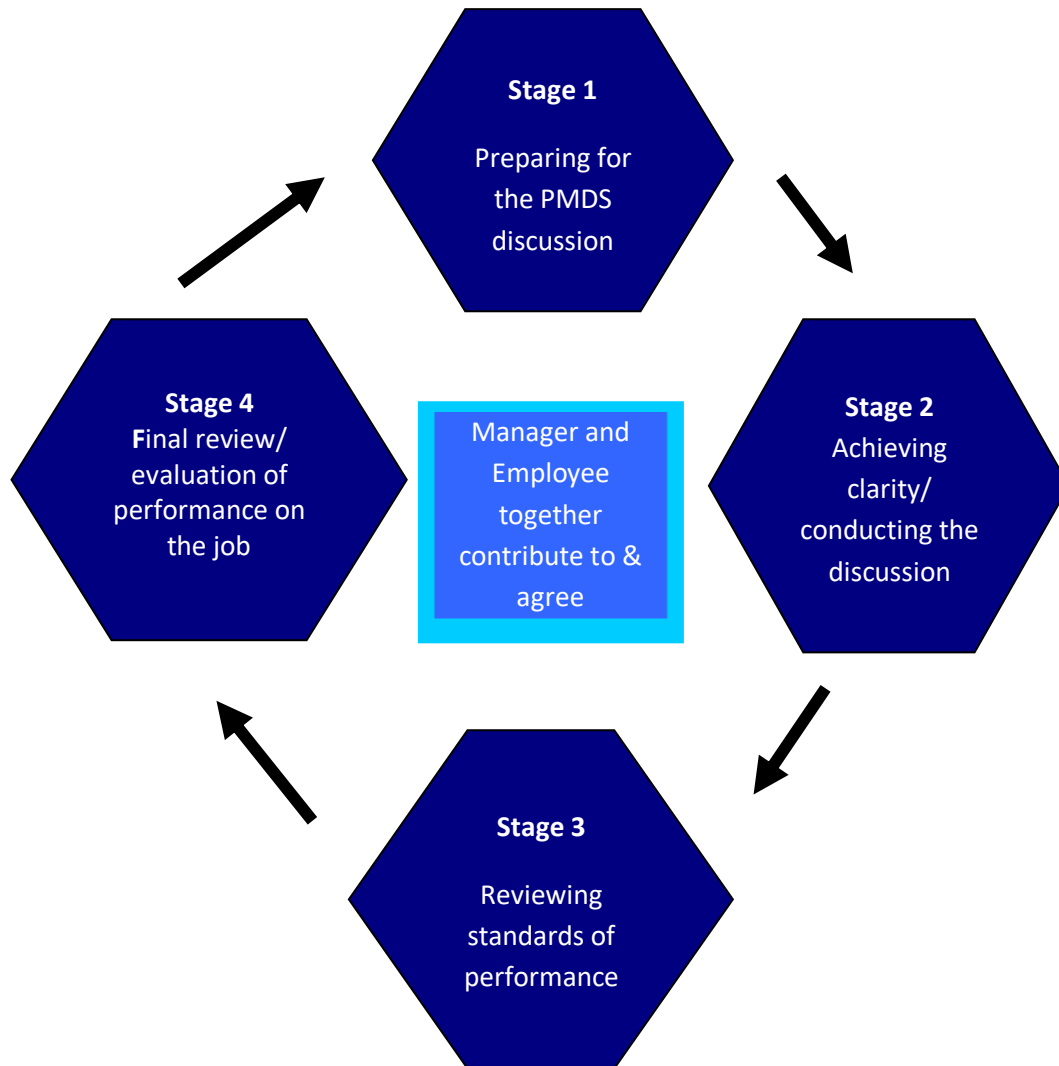 Stage 1
Preparing for
the PMDS
discussion
Stage 2
Achieving
clarity/
conducting the
discussion
Stage 3
Reviewing
standards of
performance
Stage 4
Final review/
evaluation of
performance on
the job
Manager and
Employee
together
contribute to &
agree